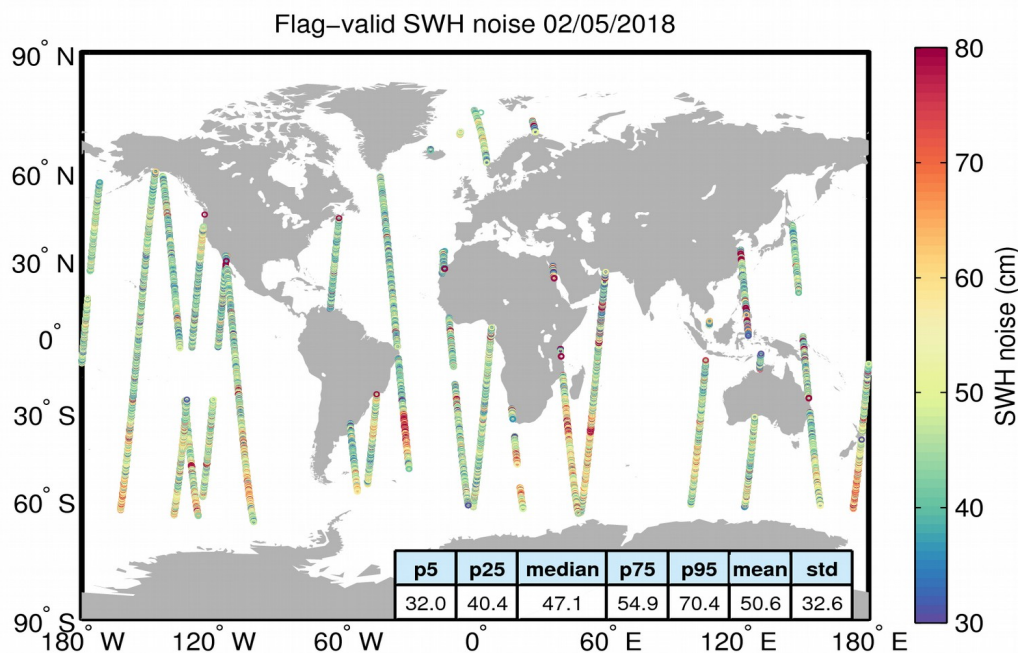 Flag−valid SWH noise 02/05/2018
90° N
60° N
30° N
0°
30° S
60° S
90° S
180° W
120° W
60° W
0°
60° E
120° E
180° E
p5 p25 median p75 p95 mean std
32.0 40.4 47.1 54.9 70.4 50.6 32.6
80
70
60
50
40
30
SWH noise (cm)